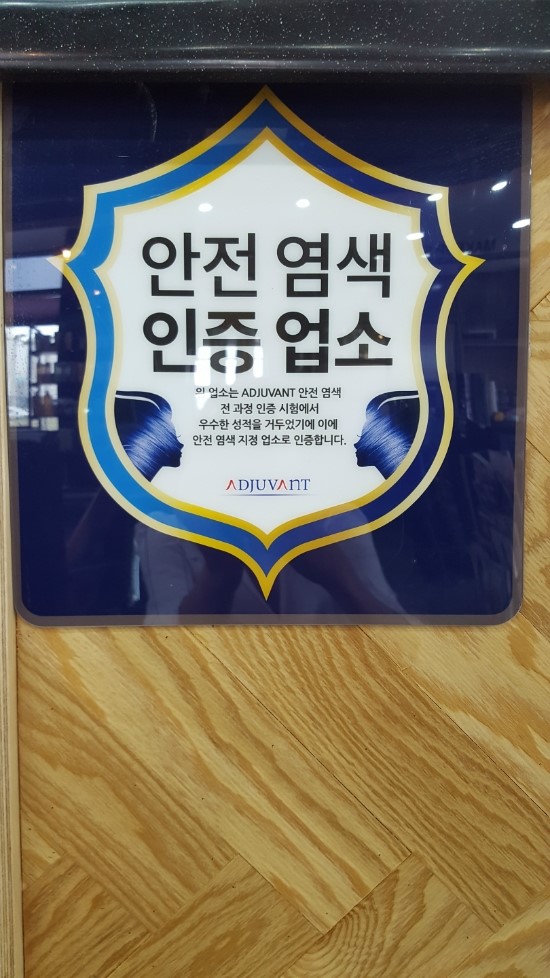 안전 염색
인증 업소
위 업소는 ADJUVANT 안전 염색
전 과정 인증 시험에서
우수한 성적을 거두었기에 이에
안전 염색 지정 업소로 인증합니다.
ADJUVANT